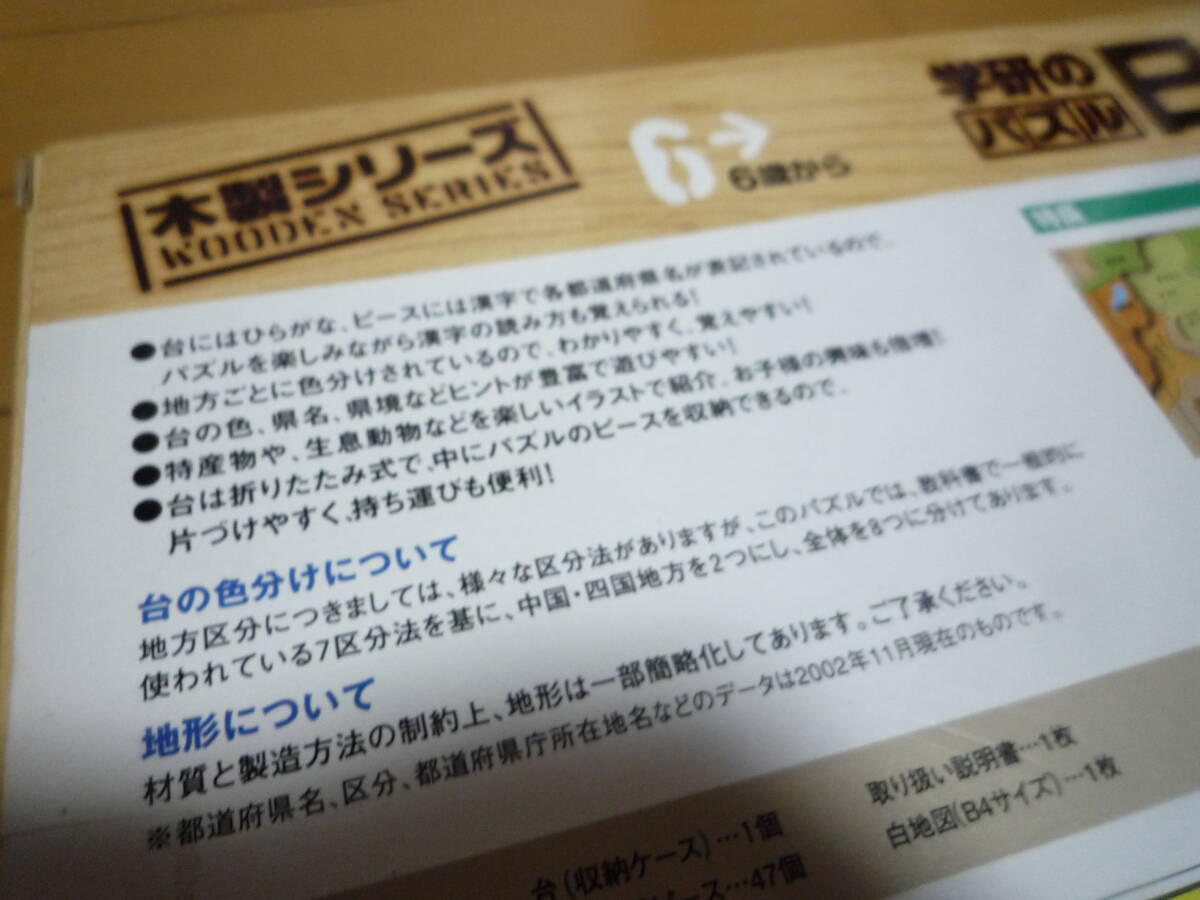 木製シリーズ
WOODEN SERIES
6→
6歳から
学研の
パズル
●台にはひらがな、ピースには漢字で各都道府県名が表記されているので、
パズルを楽しみながら漢字の読み方も覚えられる!
●地方ごとに色分けされているので、わかりやすく、覚えやすい!
●台の色、県名、県境などヒントが豊富で遊びやすい!
●特産物や、生息動物などを楽しいイラストで紹介。お子様の興味も倍増!
●台は折りたたみ式で、中にパズルのピースを収納できるので、
片づけやすく、持ち運びも便利!
台の色分けについて
地方区分につきましては、様々な区分法がありますが、このパズルでは、教科書で一般的に
使われている7区分法を基に、中国・四国地方を2つにし、全体を8つに分けてあります。
地形について
材質と製造方法の制約上、地形は一部簡略化してあります。ご了承ください。
※都道府県名、区分、都道府県庁所在地名などのデータは2002年11月現在のものです。
台(収納ケース)…1個
ピース…47個
取り扱い説明書…1枚
白地図(B4サイズ)…1枚